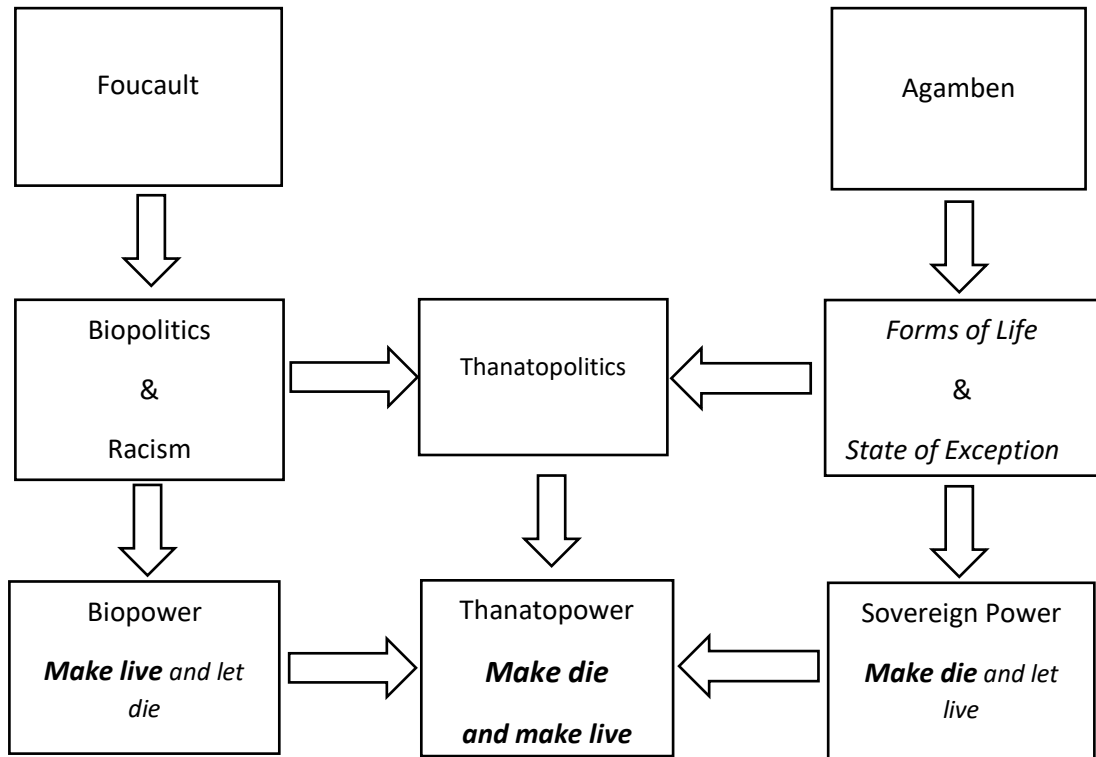 Foucault
Agamben
Biopolitics
&
Racism
Thanatopolitics
Forms of Life
&
State of Exception
Biopower
Make live and let
die
Thanatopower
Make die
and make live
Sovereign Power
Make die and let
live